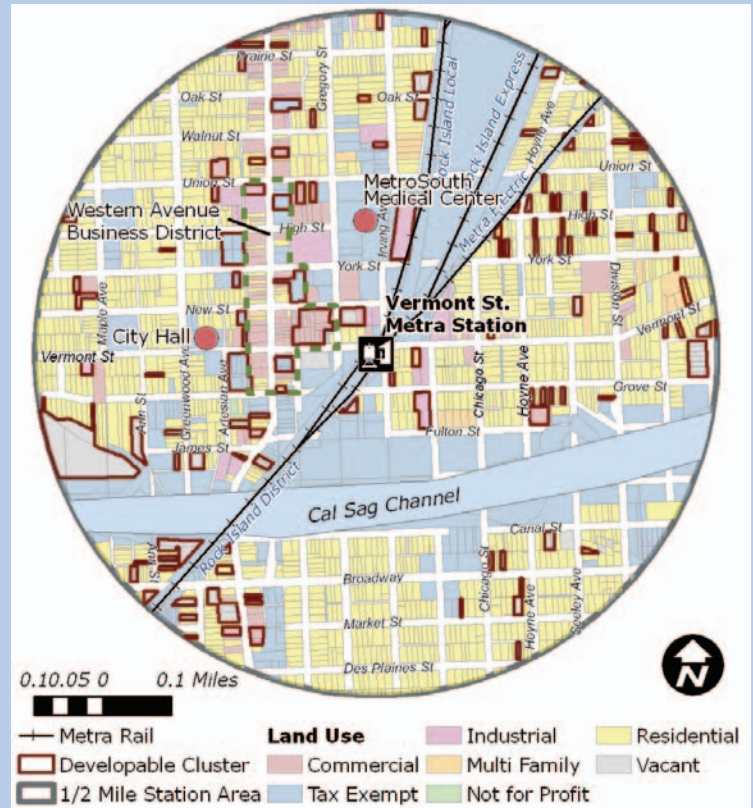 Prairie St
Gregory St
Oak St
Oak St
Walnut St
Union St
Union St
Rock Island Local
Rock Island Express
Hoyne Ave
Metra Electric
MetroSouth
Medical Center
Western Avenue
Business District
High St
High St
Irving Ave
York St
York St
Division St
Maple Ave
New St
Vermont St.
Metra Station
Vermont St
City Hall
Vermont St
Greenwood Ave
Artesian Ave
Ann St
Chicago St
Hoyne Ave
Grove St
James St
Fulton St
Rock Island District
Cal Sag Channel
Canal St
Ann St
Broadway
Chicago St
Hoyne Ave
Seeley Ave
Market St
Des Plaines St
N
0.10.05 0 0.1 Miles
Metra Rail
Land Use
Industrial
Residential
Developable Cluster
Commercial
Multi Family
Vacant
1/2 Mile Station Area
Tax Exempt
Not for Profit